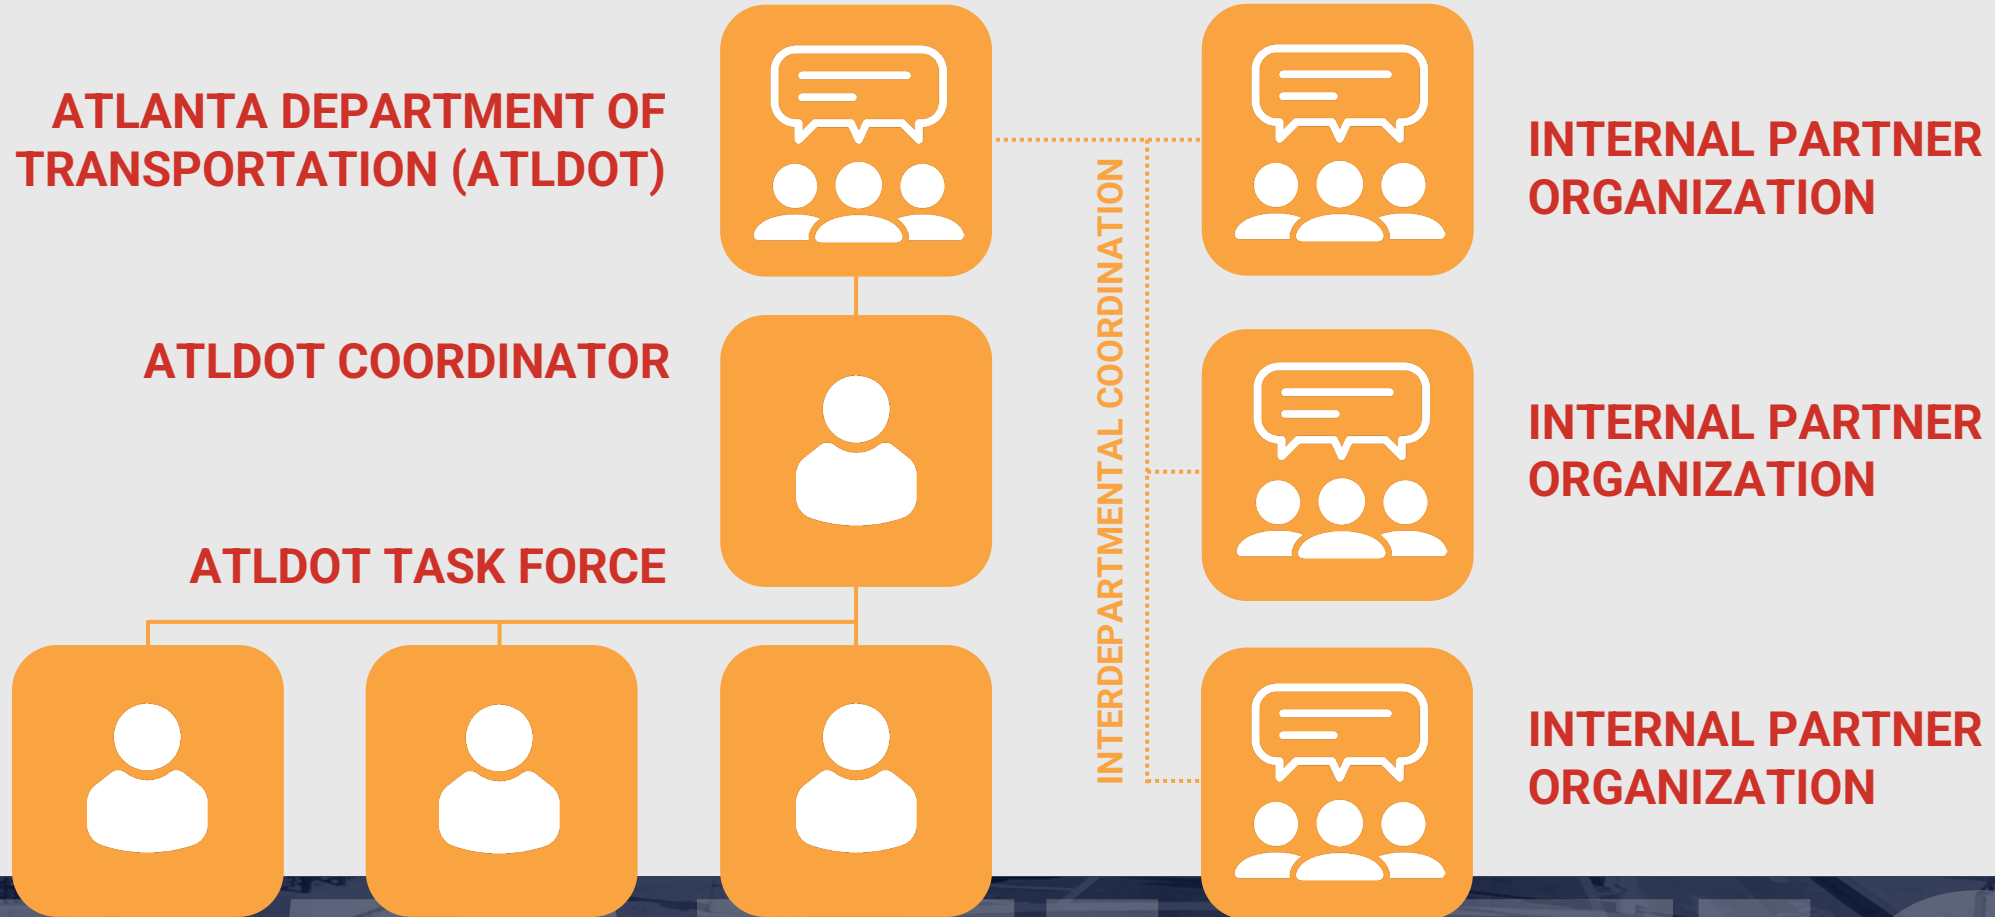 ATLANTA DEPARTMENT OF
TRANSPORTATION (ATLDOT)
ATLDOT COORDINATOR
ATLDOT TASK FORCE
INTERDEPARTMENTAL COORDINATION
INTERNAL PARTNER
ORGANIZATION
INTERNAL PARTNER
ORGANIZATION
INTERNAL PARTNER
ORGANIZATION